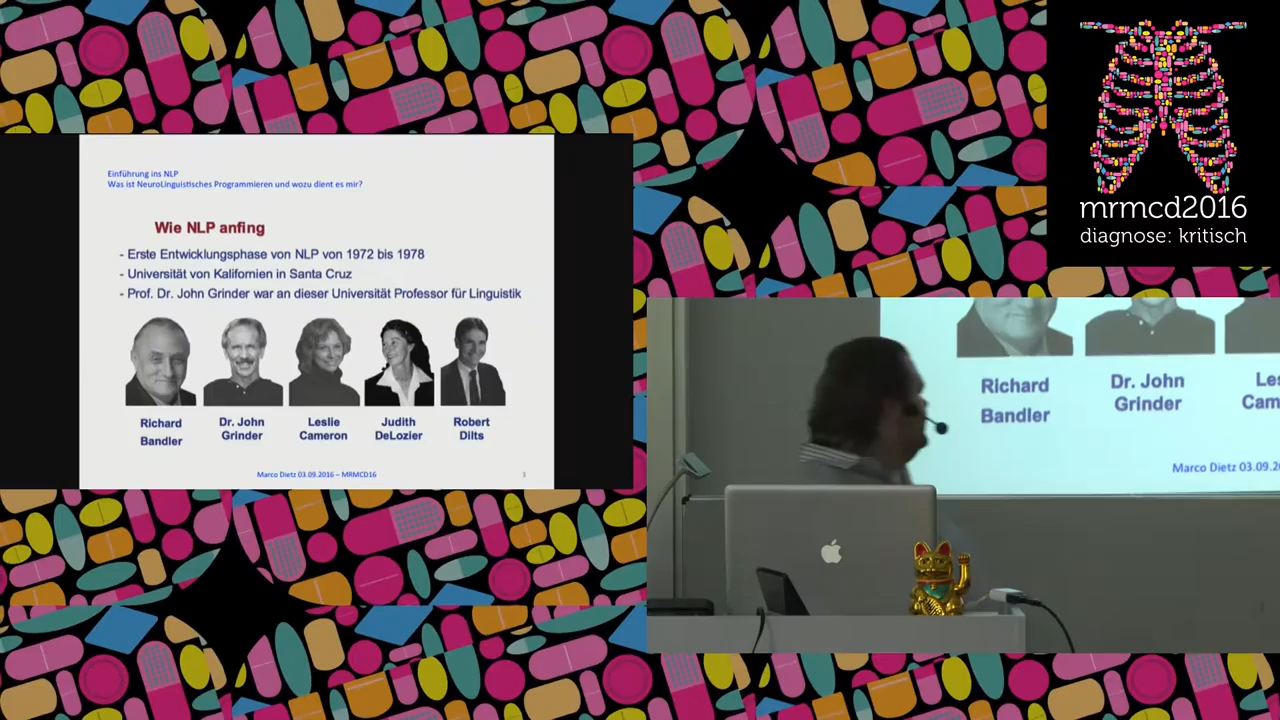 Einführung ins NLP
Was ist NeuroLinguistisches Programmieren und wozu dient es mir?
Wie NLP anfing
- Erste Entwicklungsphase von NLP von 1972 bis 1978
- Universität von Kalifornien in Santa Cruz
- Prof. Dr. John Grinder war an dieser Universität Professor für Linguistik
Richard
Bandler
Dr. John
Grinder
Leslie
Cameron
Judith
DeLozier
Robert
Dilts
Marco Dietz 03.09.2016 – MRMCD16
3
mrmcd2016
diagnose: kritisch
Richard
Bandler
Dr. John
Grinder
Les
Cam
Marco Dietz 03.09.20